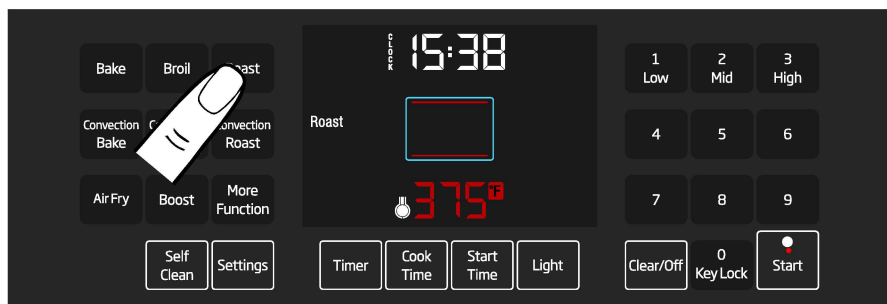 Bake
Broil
Convection
Bake
onvection
Roast
Air Fry
Boost
More
Function
Self
Clean
Settings
CLOCK
15:38
Roast
375°F
Timer
Cook
Time
Start
Time
Light
1
Low
2
Mid
3
High
4
5
6
7
8
9
Clear/Off
0
Key Lock
Start